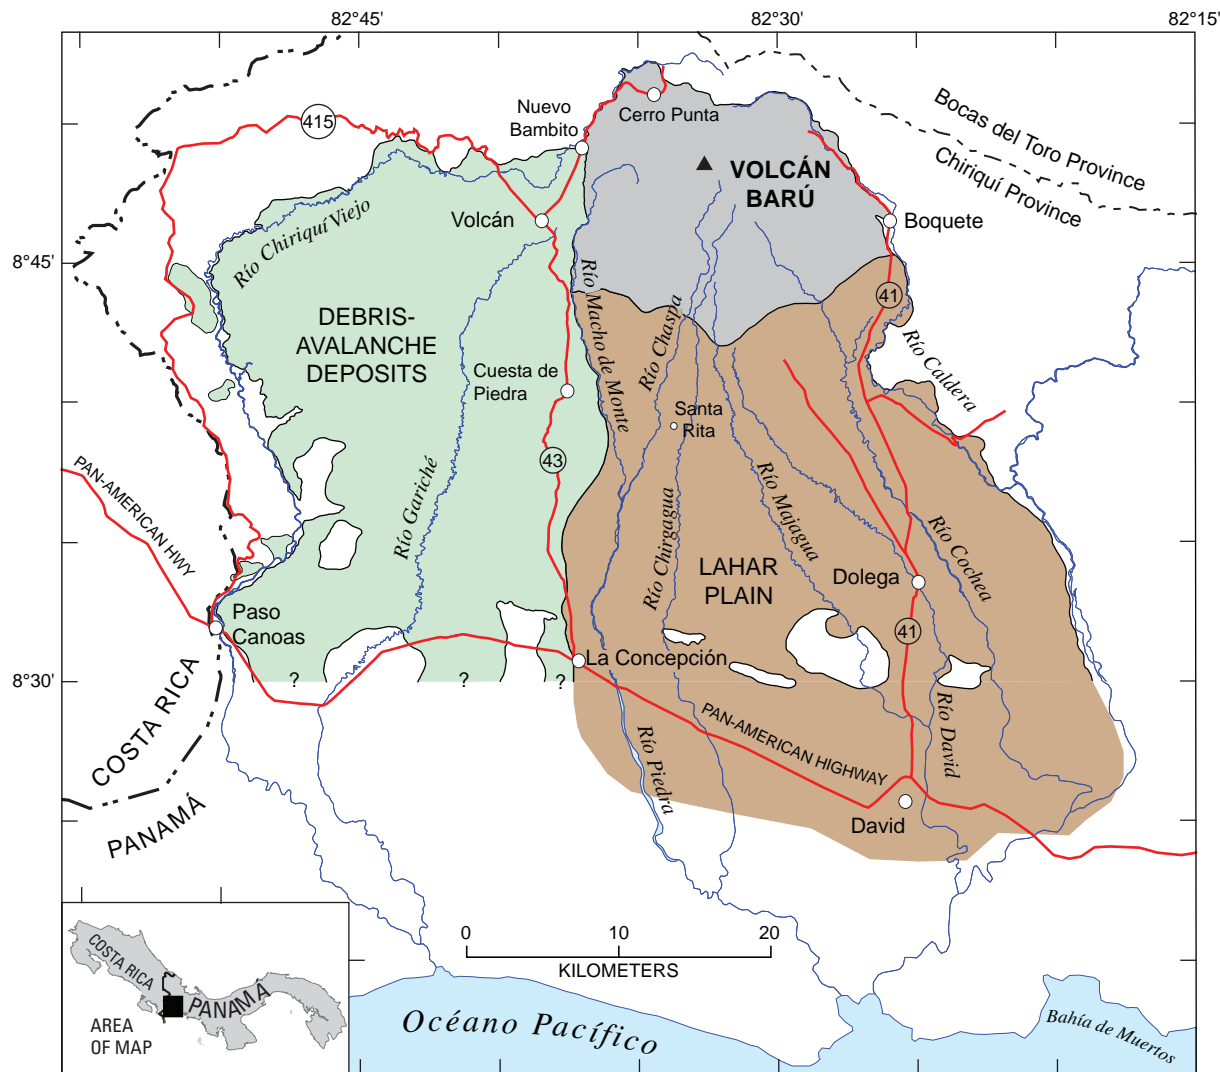 82°45'
82°30'
82°15'
Nuevo
Bambito
Cerro Punta
415
Bocas del Toro Province
Chiriquí Province
VOLCÁN
BARÚ
Volcán
Boquete
Río Chiriquí Viejo
8°45'
41
DEBRIS-
AVALANCHE
DEPOSITS
Río Macho de Monte
Río Chaspa
Río Caldera
Cuesta de
Piedra
Santa
Rita
43
PAN-AMERICAN HWY
Río Gariché
Río Chirgagua
Río Majagua
Río Cochea
LAHAR
PLAIN
Dolega
Paso
Canoas
41
La Concepción
8°30'
?
?
?
COSTA RICA
PANAMÁ
Río Piedra
PAN-AMERICAN HIGHWAY
Río David
David
0
10
20
KILOMETERS
COSTA RICA
PANAMÁ
AREA
OF MAP
Océano Pacífico
Bahía de Muertos